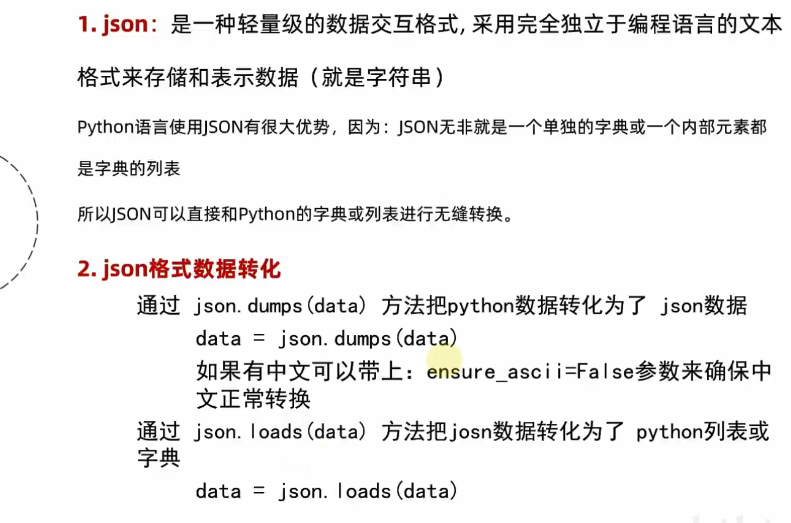 1. json：是一种轻量级的数据交互格式, 采用完全独立于编程语言的文本
格式来存储和表示数据（就是字符串）
Python语言使用JSON有很大优势，因为：JSON无非就是一个单独的字典或一个内部元素都
是字典的列表
所以JSON可以直接和Python的字典或列表进行无缝转换。
2. json格式数据转化
通过 json.dumps(data) 方法把python数据转化为了 json数据
data = json.dumps(data)
如果有中文可以带上：ensure_ascii=False参数来确保中
文正常转换
通过 json.loads(data) 方法把josn数据转化为了 python列表或
字典
data = json.loads(data)